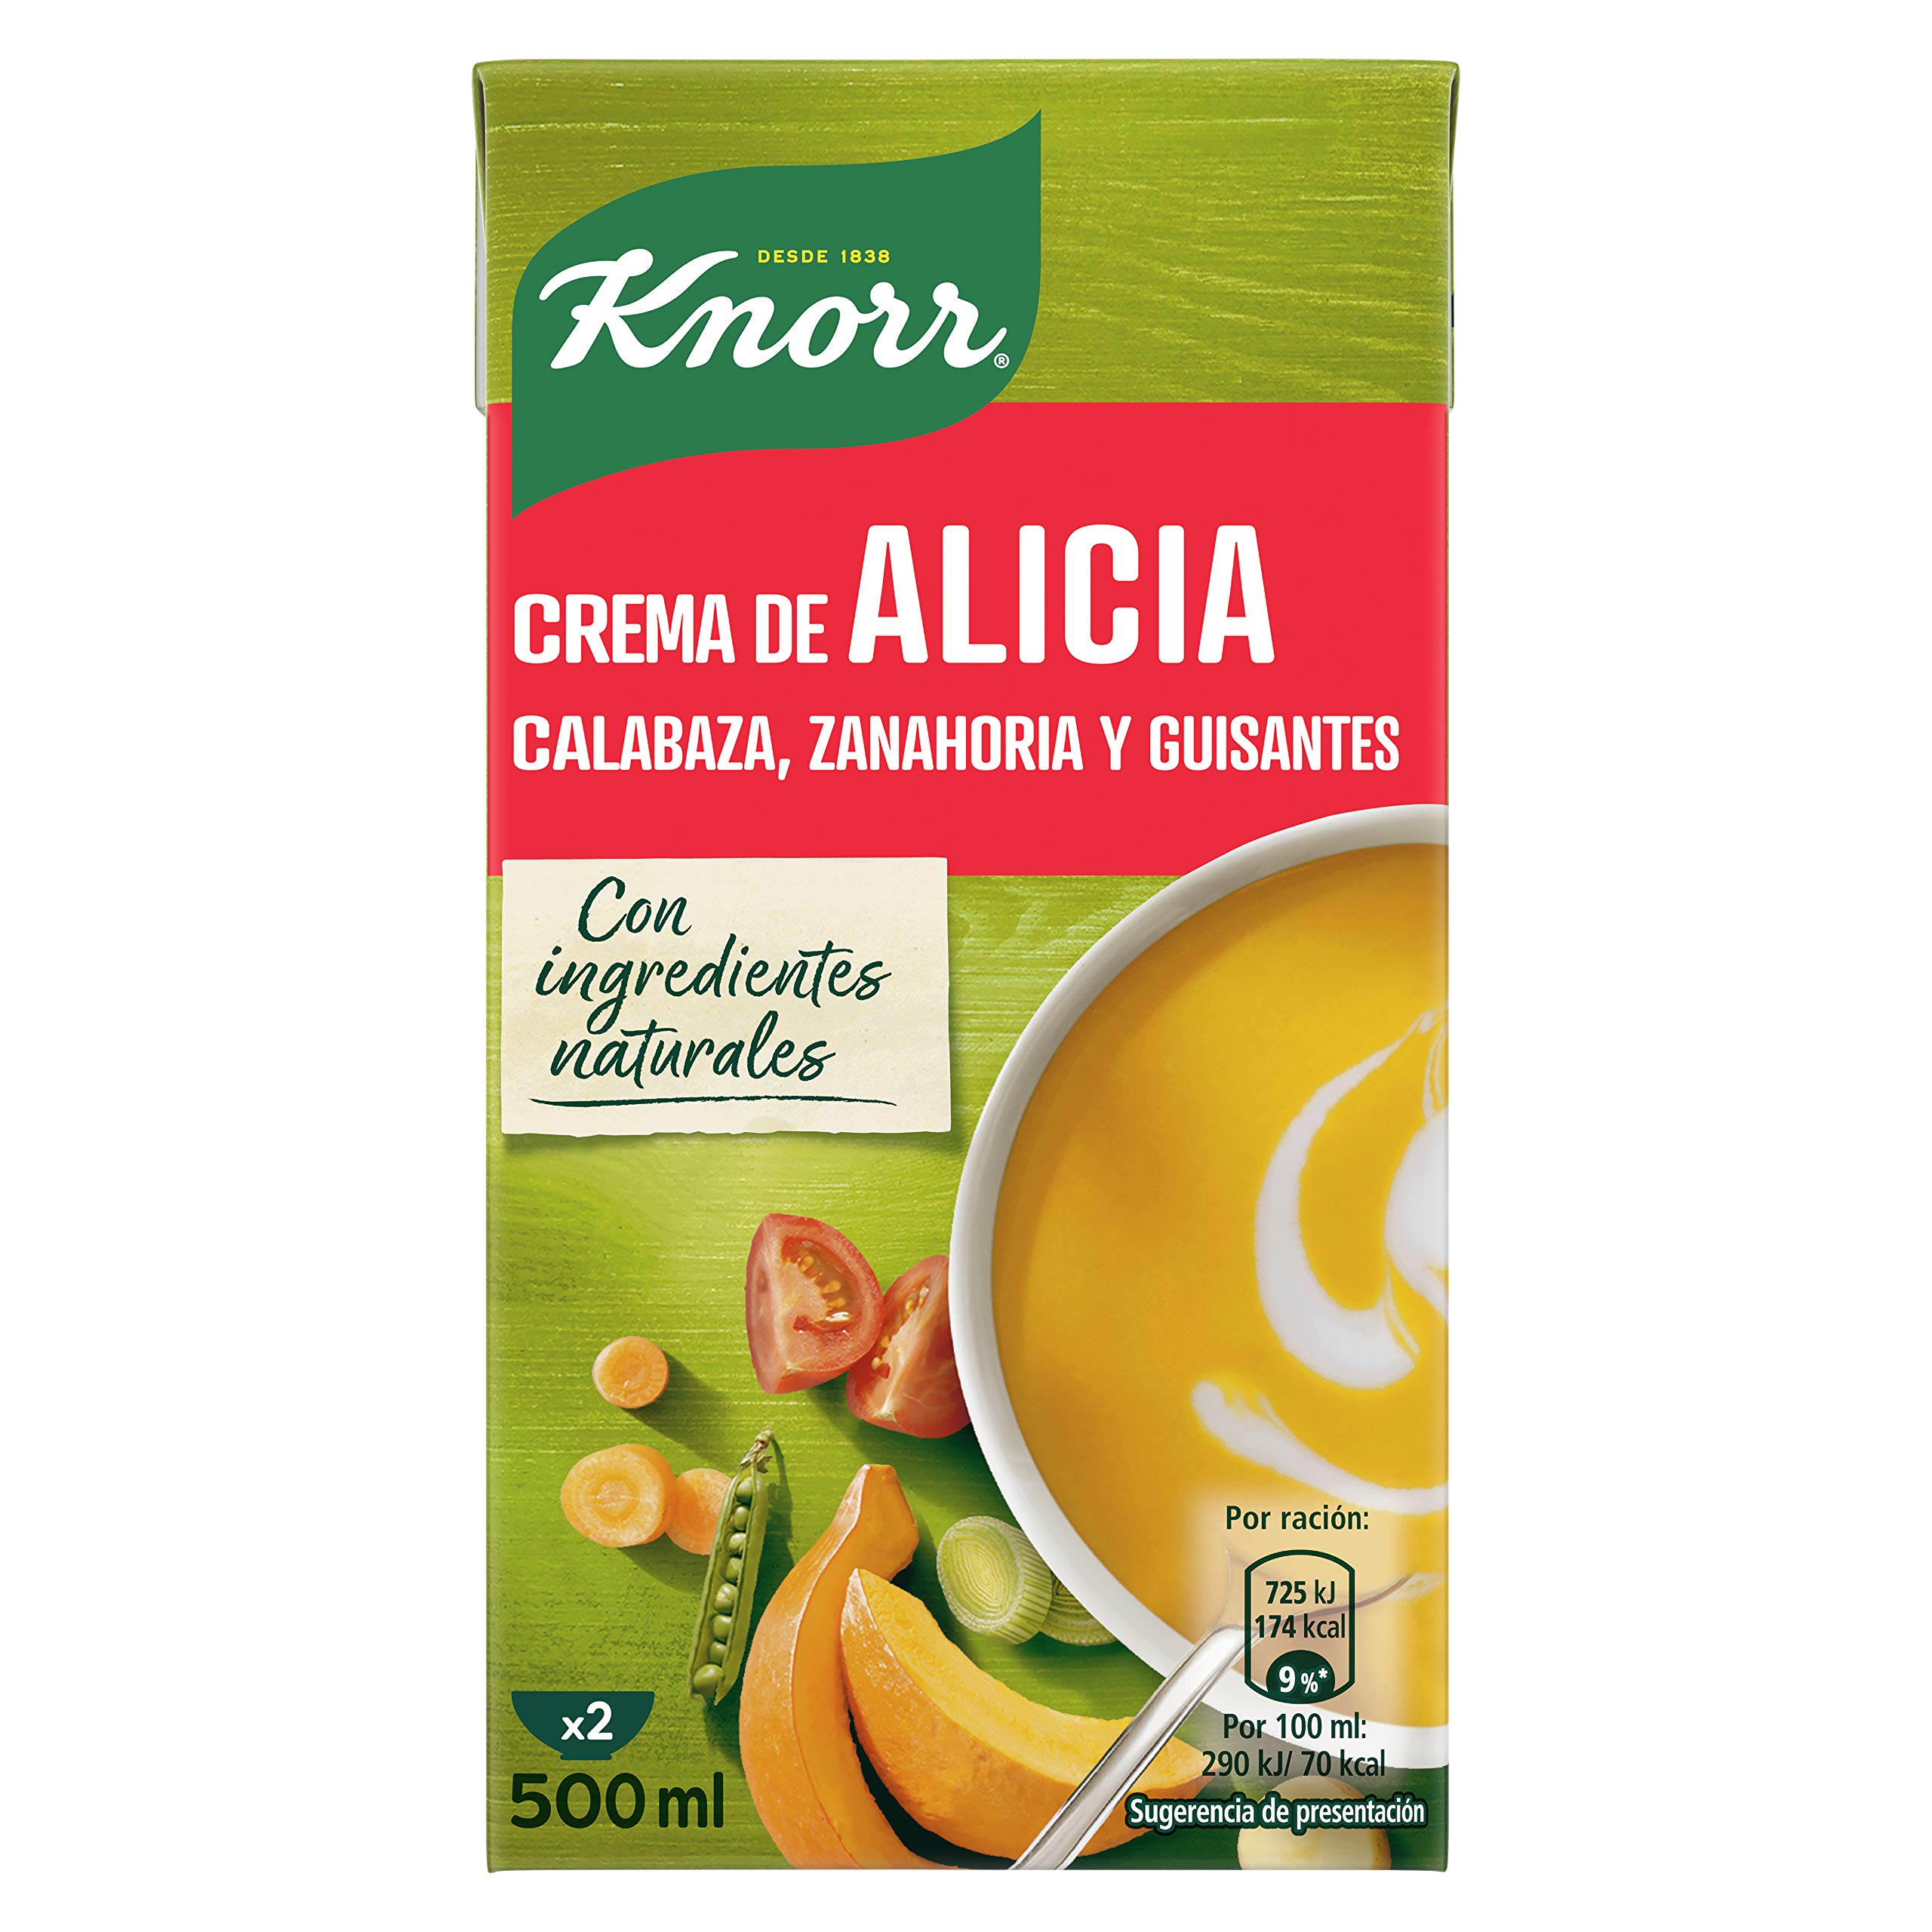 DESDE 1838
Knorr®
CREMA DE ALICIA
CALABAZA, ZANAHORIA Y GUISANTES
Con
ingredientes
naturales
Por ración:
725 kJ
174 kcal
9%*
Por 100 ml:
290 kJ/ 70 kcal
Sugerencia de presentación
x2
500 ml